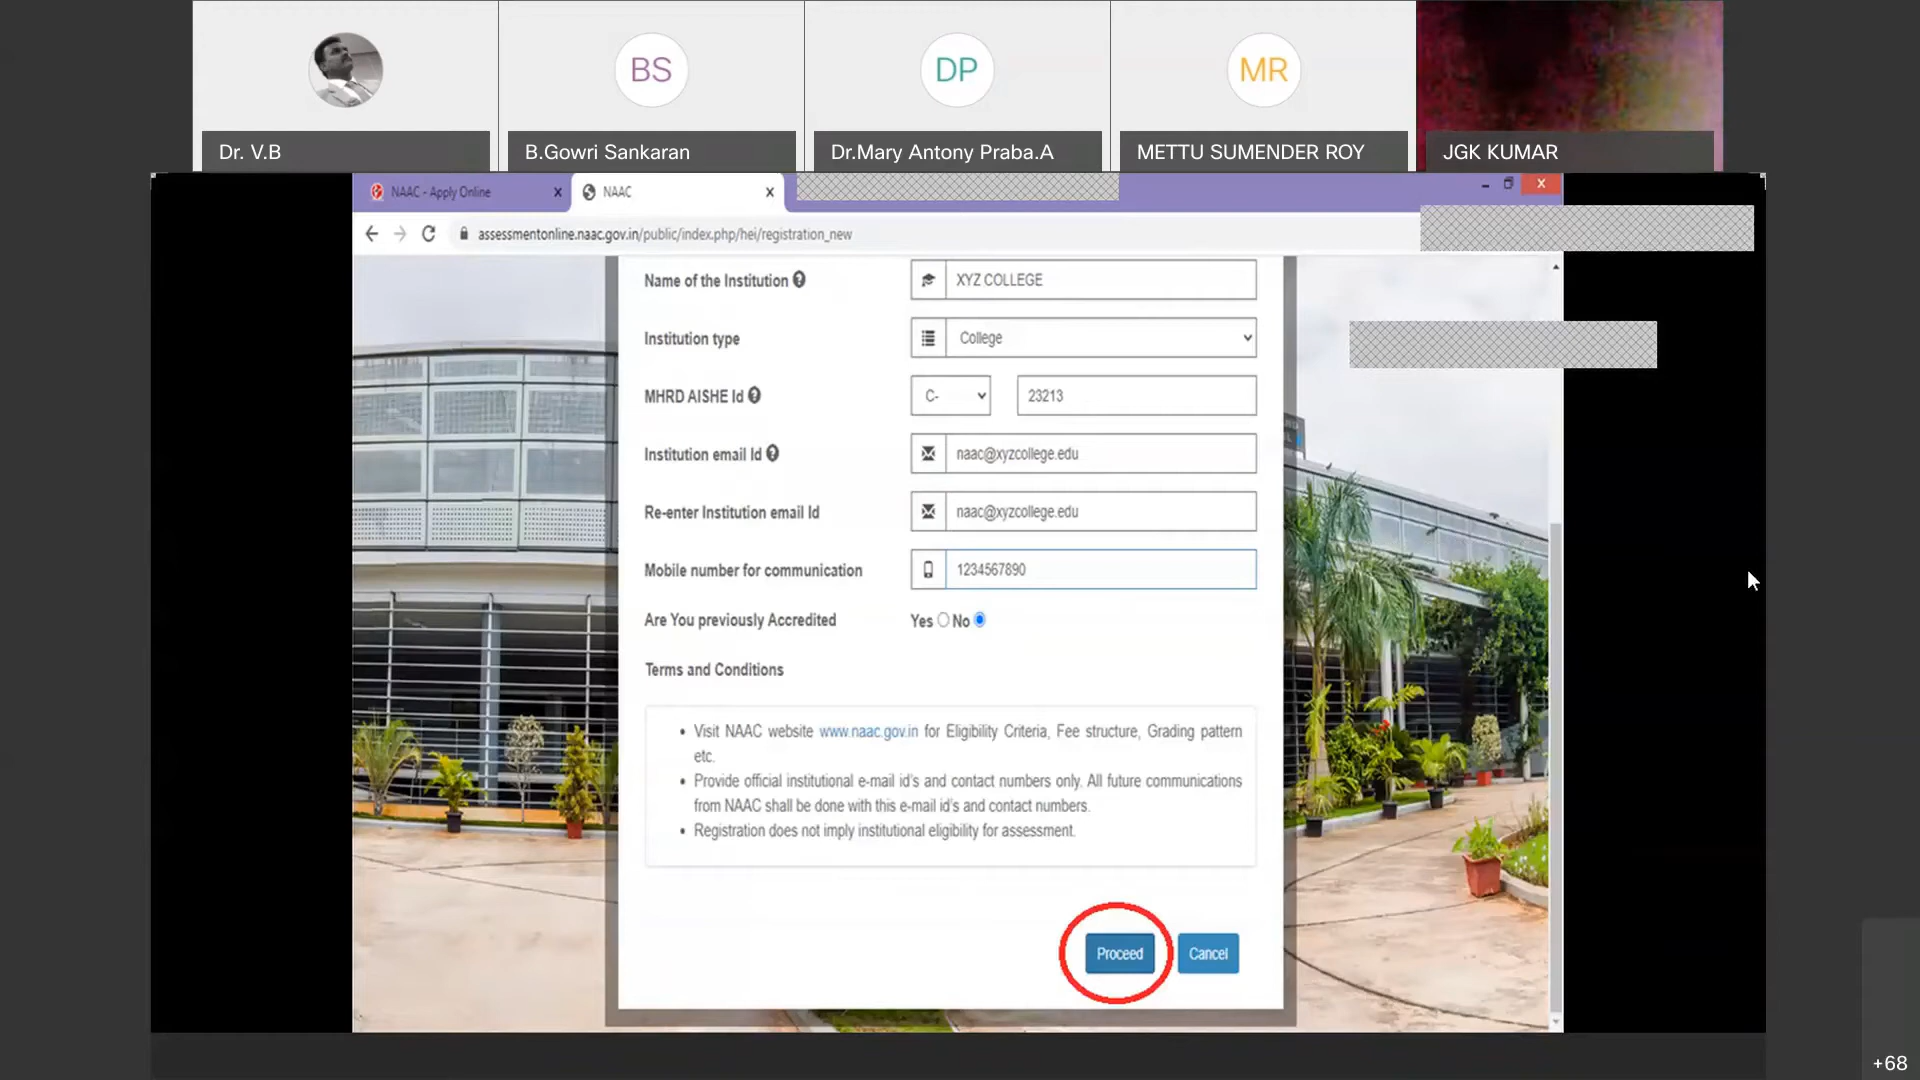 BS
DP
MR
Dr. V.B
B.Gowri Sankaran
Dr.Mary Antony Praba.A
METTU SUMENDER ROY
JGK KUMAR
NAAC - Apply Online
NAAC
assessmentonline.naac.gov.in/public/index.php/hei/registration_new
Name of the Institution
XYZ COLLEGE
Institution type
College
MHRD AISHE Id
C-
23213
Institution email Id
naac@xyzcollege.edu
Re-enter Institution email Id
naac@xyzcollege.edu
Mobile number for communication
1234567890
Are You previously Accredited
Yes No
Terms and Conditions
• Visit NAAC website www.naac.gov.in for Eligibility Criteria, Fee structure, Grading pattern
etc.
• Provide official institutional e-mail id's and contact numbers only. All future communications
from NAAC shall be done with this e-mail id's and contact numbers.
• Registration does not imply institutional eligibility for assessment.
Proceed
Cancel
+68